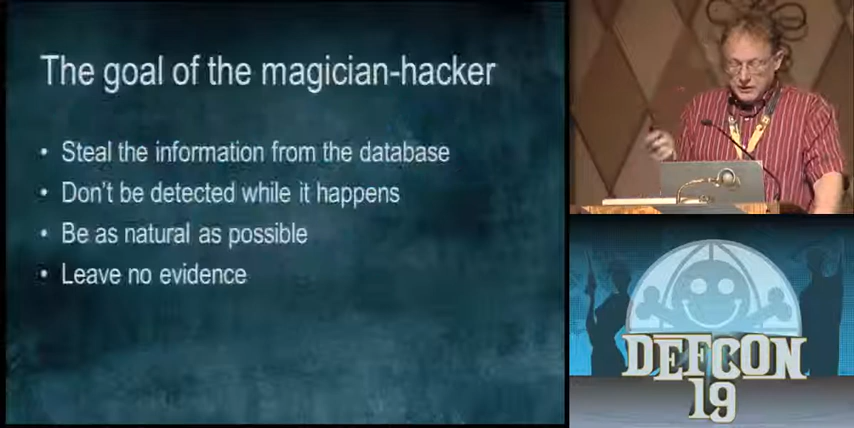 The goal of the magician-hacker
• Steal the information from the database
• Don't be detected while it happens
• Be as natural as possible
• Leave no evidence
DEFCON
19